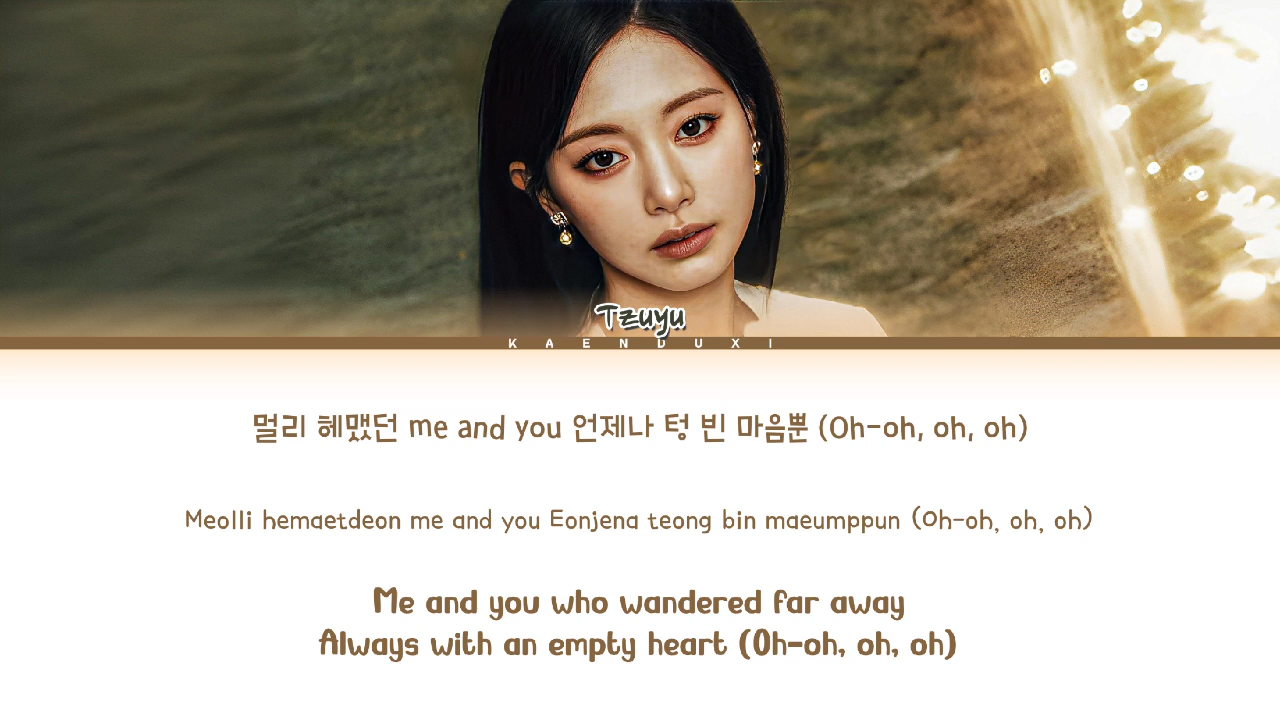 Tzuyu
KAENDUXI
멀리 헤맸던 me and you 언제나 텅 빈 마음뿐 (Oh-oh, oh, oh)
Meolli hemaetdeon me and you Eonjena teong bin maeumppun (Oh-oh, oh, oh)
Me and you who wandered far away
Always with an empty heart (Oh-oh, oh, oh)